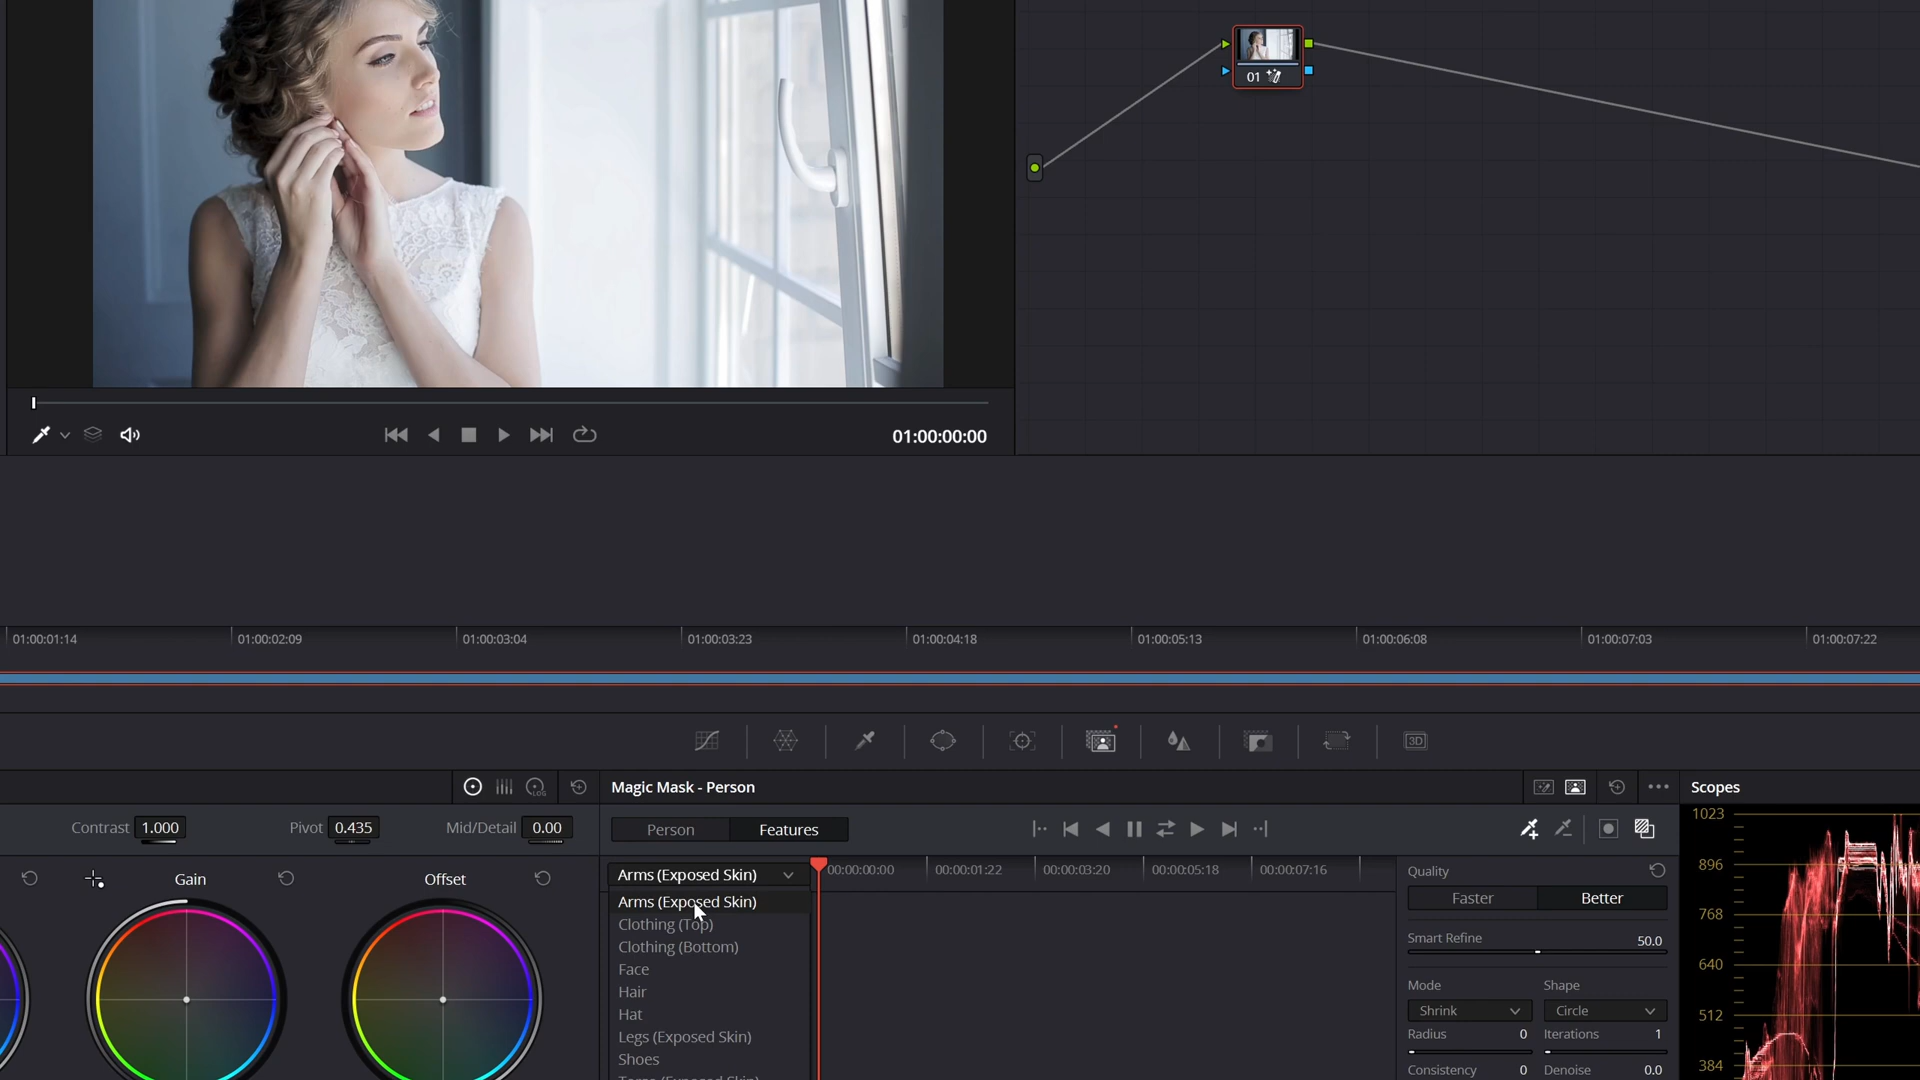 01
01:00:00:00
01:00:01:14 01:00:02:09 01:00:03:04 01:00:03:23 01:00:04:18 01:00:05:13 01:00:06:08 01:00:07:03 01:00:07:22
3D
LOG
Magic Mask - Person
Scopes
Contrast 1.000 Pivot 0.435 Mid/Detail 0.00
Person Features
Gain Offset
Arms (Exposed Skin)
00:00:00:00 00:00:01:22 00:00:03:20 00:00:05:18 00:00:07:16
Arms (Exposed Skin)
Clothing (Top)
Clothing (Bottom)
Face
Hair
Hat
Legs (Exposed Skin)
Shoes
Quality
Faster Better
Smart Refine 50.0
Mode Shape
Shrink Circle
Radius 0 Iterations 1
Consistency 0 Denoise 0.0
1023
896
768
640
512
384